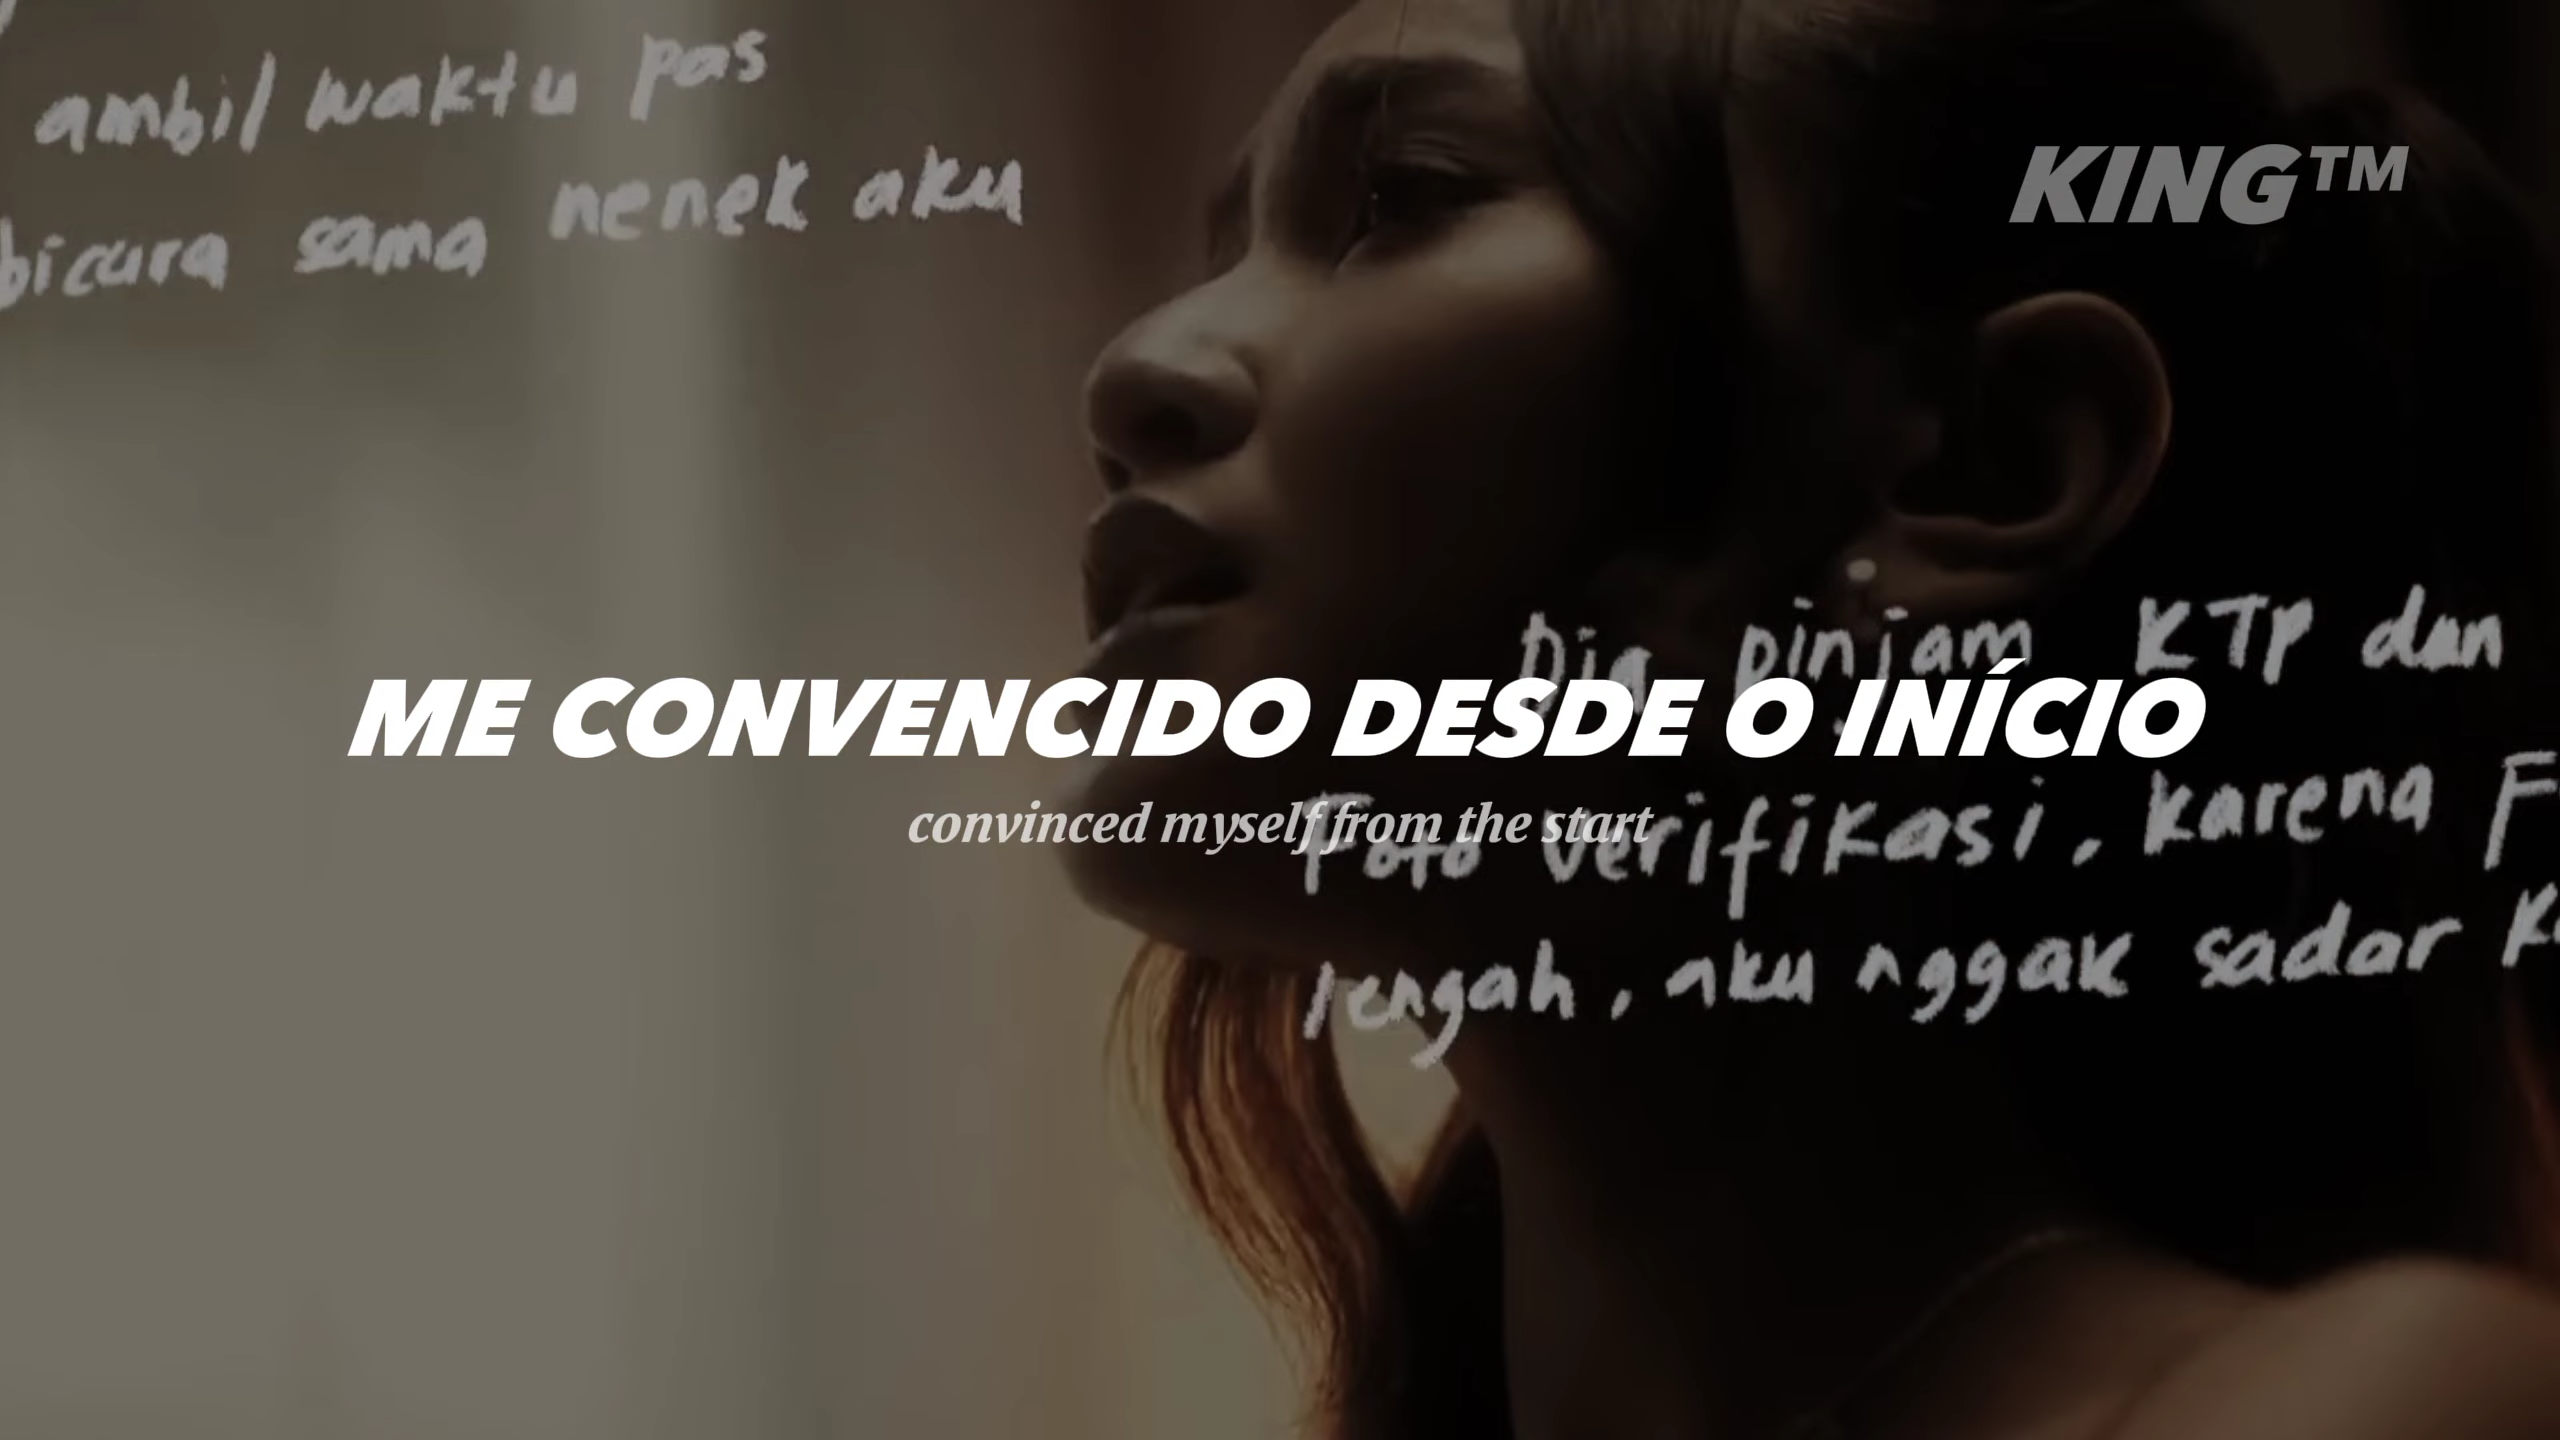 ambil waktu pas
bicara sama nenek aku
KING™
Dia pinjam KTP dan
ME CONVENCIDO DESDE O INÍCIO
convinced myself from the start
Foto verifikasi, karena
lengah, aku nggak sadar